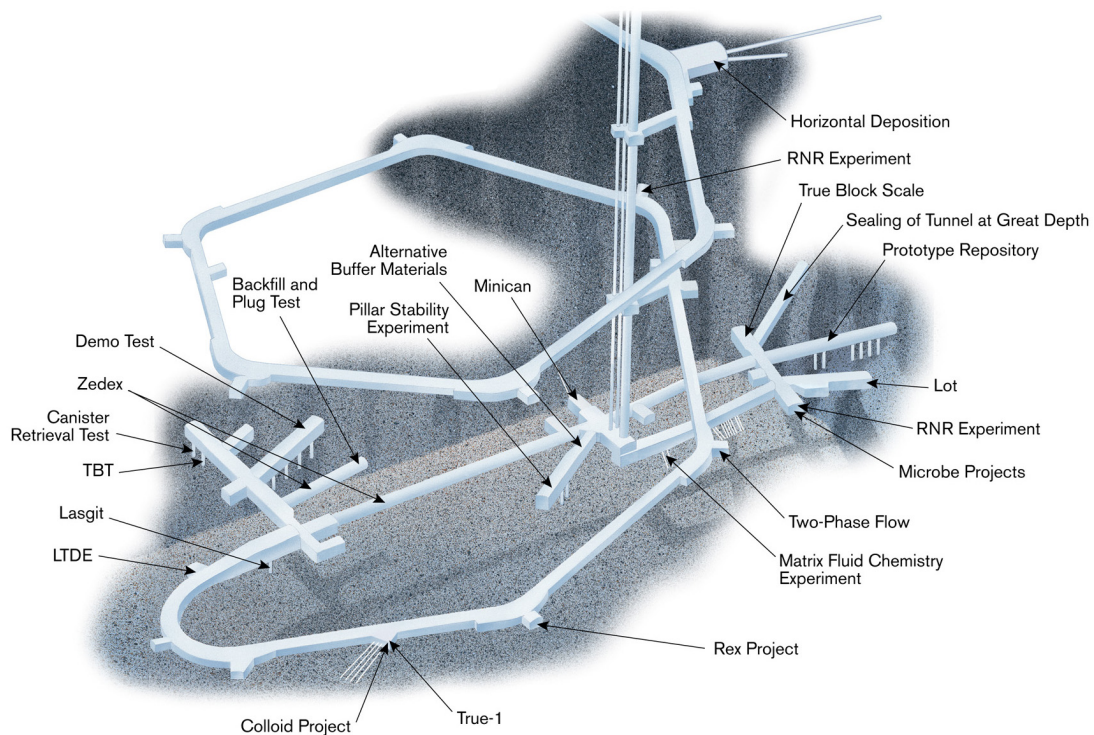 Horizontal Deposition
RNR Experiment
True Block Scale
Sealing of Tunnel at Great Depth
Prototype Repository
Alternative
Buffer Materials
Minican
Backfill and
Plug Test
Pillar Stability
Experiment
Demo Test
Zedex
Canister
Retrieval Test
TBT
Lasgit
LTDE
Lot
RNR Experiment
Microbe Projects
Two-Phase Flow
Matrix Fluid Chemistry
Experiment
Rex Project
True-1
Colloid Project